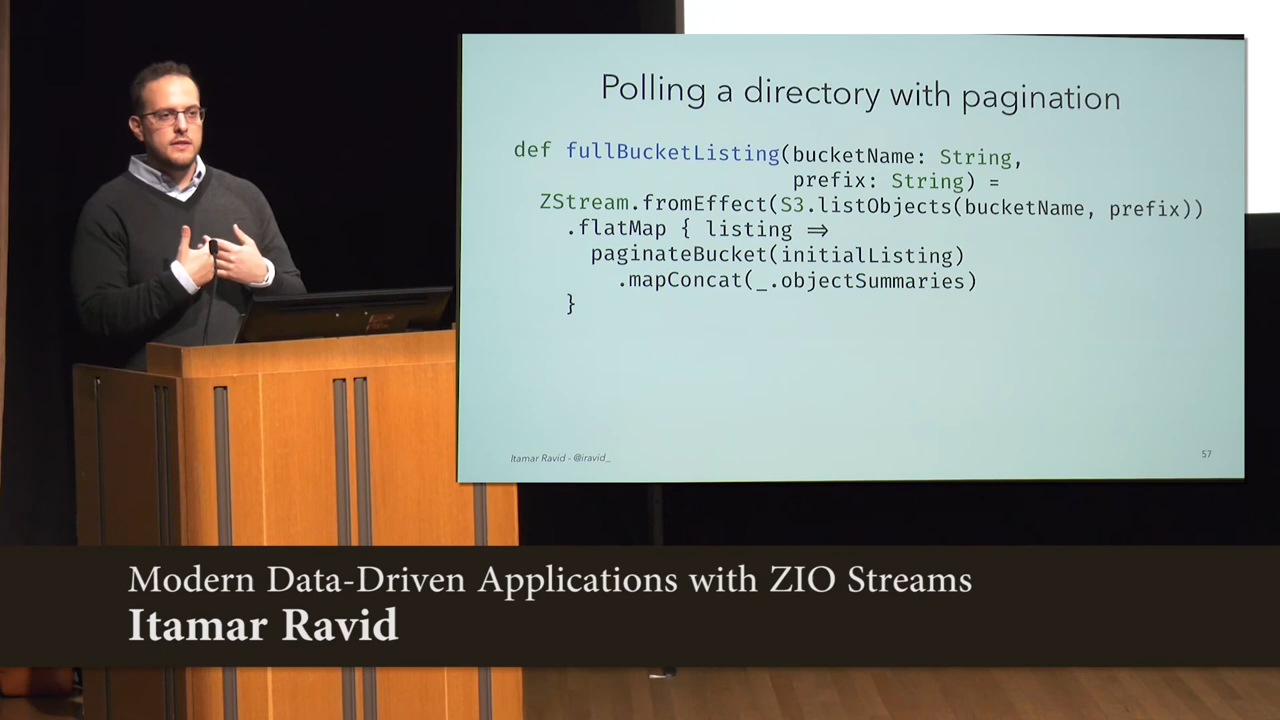 Polling a directory with pagination
def fullBucketListing(bucketName: String,
prefix: String) =
ZStream.fromEffect(S3.listObjects(bucketName, prefix))
.flatMap { listing ⇒
paginateBucket(initialListing)
.mapConcat(_.objectSummaries)
}
Itamar Ravid - @iravid_
57
Modern Data-Driven Applications with ZIO Streams
Itamar Ravid